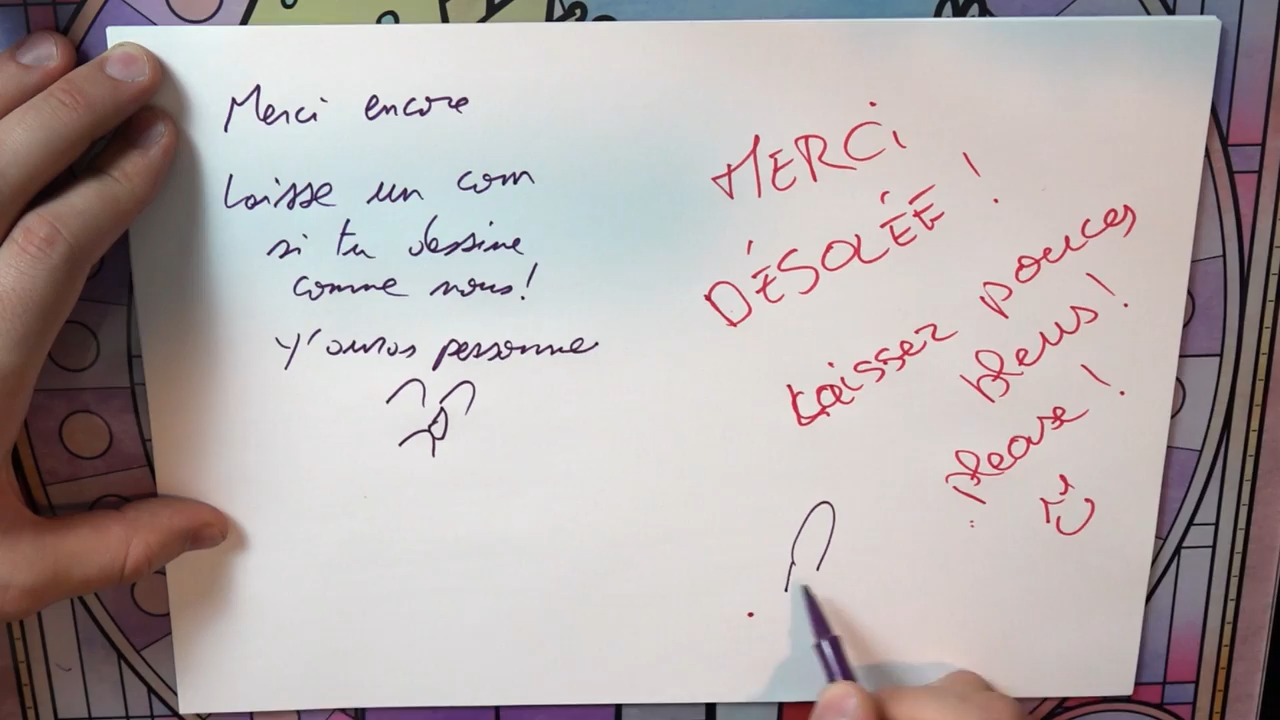 Merci encore
Laisse un com
si tu dessine
comme nous!
Y'auras personne
MERCi
DÉSOLÉE !
Laissez pouces
bleus!
please !